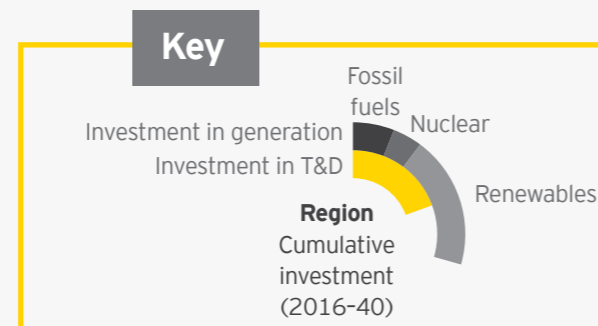 Key
Fossil
fuels
Nuclear
Investment in generation
Investment in T&D
Renewables
Region
Cumulative
investment
(2016–40)